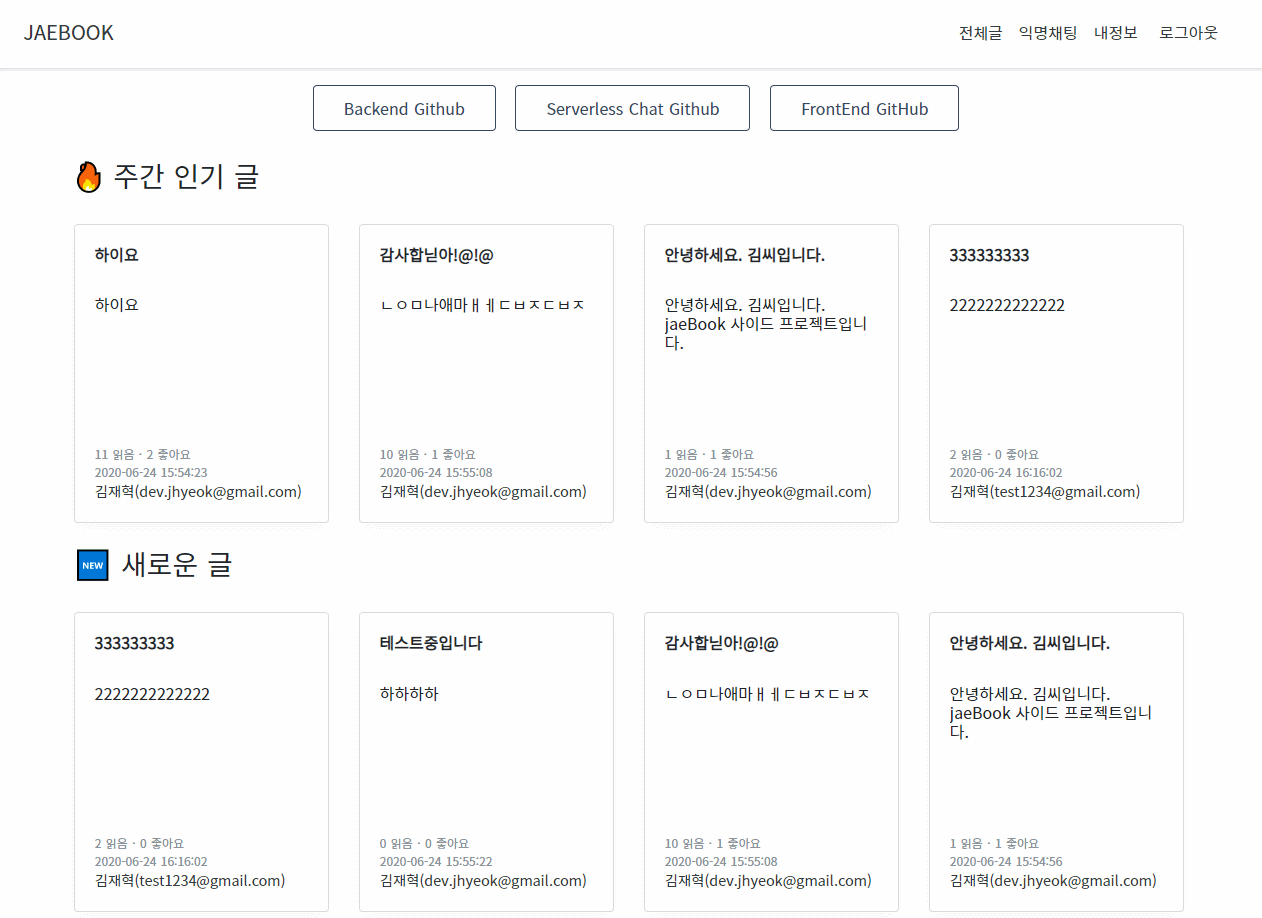 JAEBOOK
전체글 익명채팅 내정보 로그아웃
Backend Github
Serverless Chat Github
FrontEnd GitHub
🔥 주간 인기 글
하이요
하이요
11 읽음 · 2 좋아요
2020-06-24 15:54:23
김재혁(dev.jhyeok@gmail.com)
감사합닏아!@!@
ㄴㅇㅁ나애마ㅐㅔㄷㅂㅈㄷㅂㅈ
10 읽음 · 1 좋아요
2020-06-24 15:55:08
김재혁(dev.jhyeok@gmail.com)
안녕하세요. 김씨입니다.
안녕하세요. 김씨입니다.
jaeBook 사이드 프로젝트입니
다.
1 읽음 · 1 좋아요
2020-06-24 15:54:56
김재혁(dev.jhyeok@gmail.com)
333333333
2222222222222
2 읽음 · 0 좋아요
2020-06-24 16:16:02
김재혁(test1234@gmail.com)
NEW 새로운 글
333333333
2222222222222
2 읽음 · 0 좋아요
2020-06-24 16:16:02
김재혁(test1234@gmail.com)
테스트중입니다
하하하하
0 읽음 · 0 좋아요
2020-06-24 15:55:22
김재혁(dev.jhyeok@gmail.com)
감사합닏아!@!@
ㄴㅇㅁ나애마ㅐㅔㄷㅂㅈㄷㅂㅈ
10 읽음 · 1 좋아요
2020-06-24 15:55:08
김재혁(dev.jhyeok@gmail.com)
안녕하세요. 김씨입니다.
안녕하세요. 김씨입니다.
jaeBook 사이드 프로젝트입니
다.
1 읽음 · 1 좋아요
2020-06-24 15:54:56
김재혁(dev.jhyeok@gmail.com)